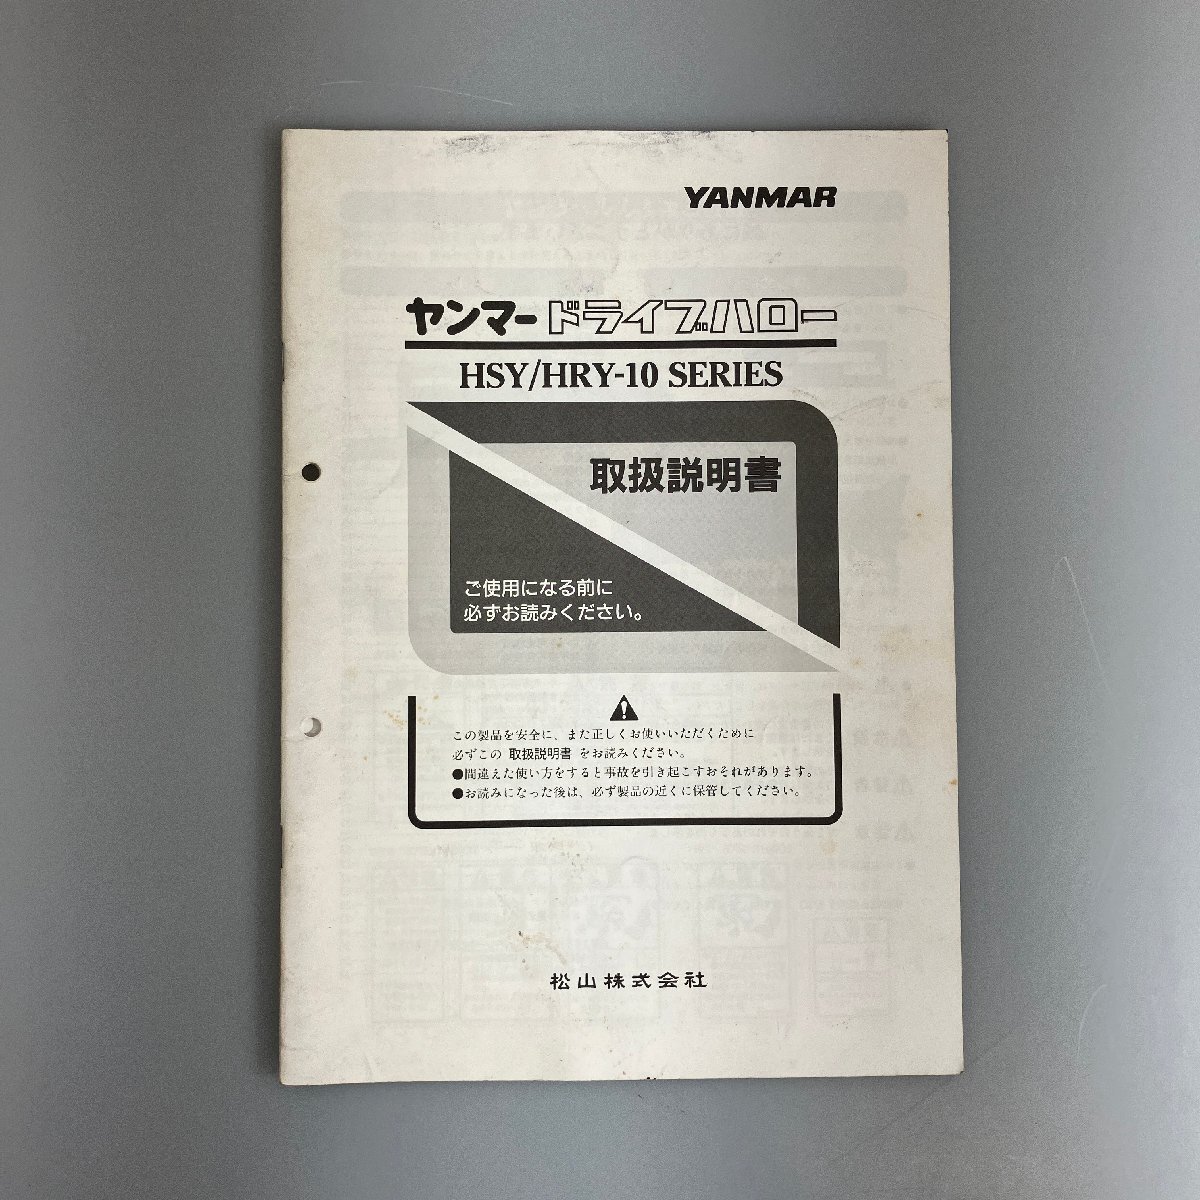 YANMAR
ヤンマードライブハロー
HSY/HRY-10 SERIES
取扱説明書
ご使用になる前に
必ずお読みください。
この製品を安全に、また正しくお使いいただくために
必ずこの 取扱説明書 をお読みください。
●間違えた使い方をすると事故を引き起こすおそれがあります。
●お読みになった後は、必ず製品の近くに保管してください。
松山株式会社